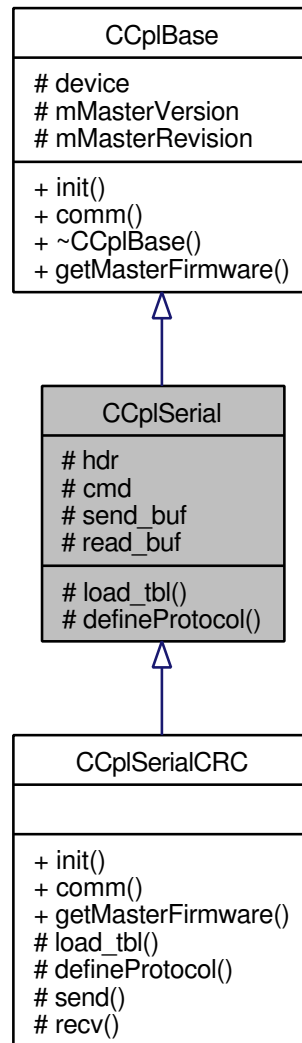 CCplBase
# device
# mMasterVersion
# mMasterRevision
+ init()
+ comm()
+ ~CCplBase()
+ getMasterFirmware()
CCplSerial
# hdr
# cmd
# send_buf
# read_buf
# load_tbl()
# defineProtocol()
CCplSerialCRC
+ init()
+ comm()
+ getMasterFirmware()
# load_tbl()
# defineProtocol()
# send()
# recv()